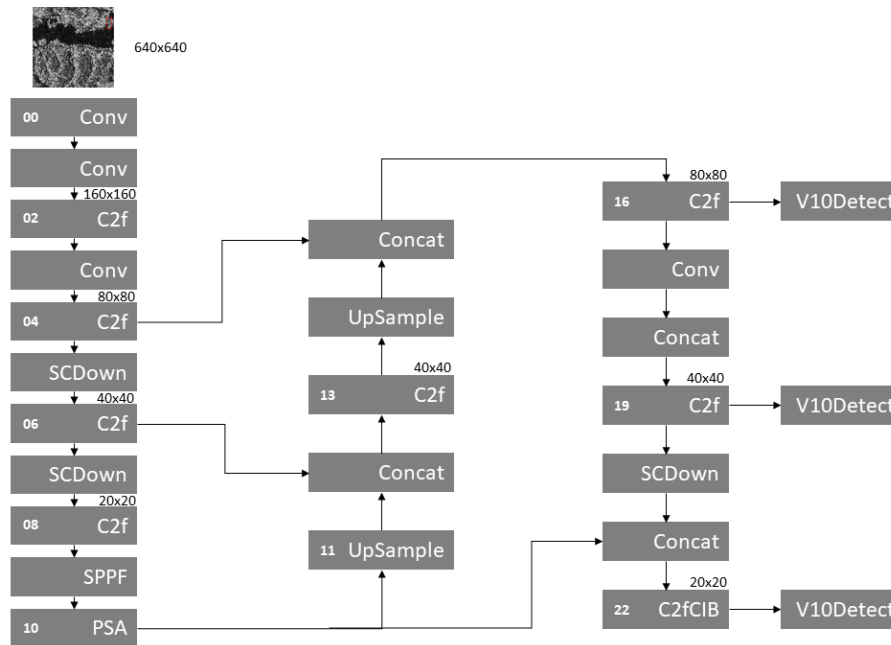 640x640
00 Conv
Conv
160x160
02 C2f
Conv
80x80
04 C2f
SCDown
40x40
06 C2f
SCDown
20x20
08 C2f
SPPF
10 PSA
Concat
UpSample
40x40
13 C2f
Concat
11 UpSample
80x80
16 C2f
V10Detect
Conv
Concat
40x40
19 C2f
V10Detect
SCDown
Concat
20x20
22 C2fCIB
V10Detect